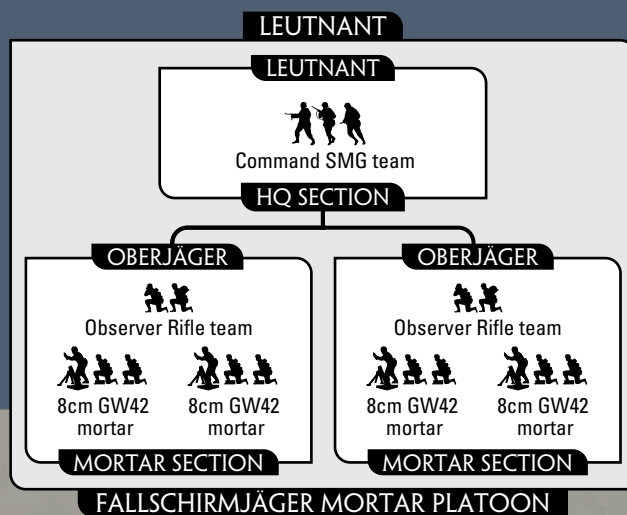 LEUTNANT
LEUTNANT
Command SMG team
HQ SECTION
OBERJÄGER
Observer Rifle team
8cm GW42
mortar
8cm GW42
mortar
MORTAR SECTION
OBERJÄGER
Observer Rifle team
8cm GW42
mortar
8cm GW42
mortar
MORTAR SECTION
FALLSCHIRMJÄGER MORTAR PLATOON